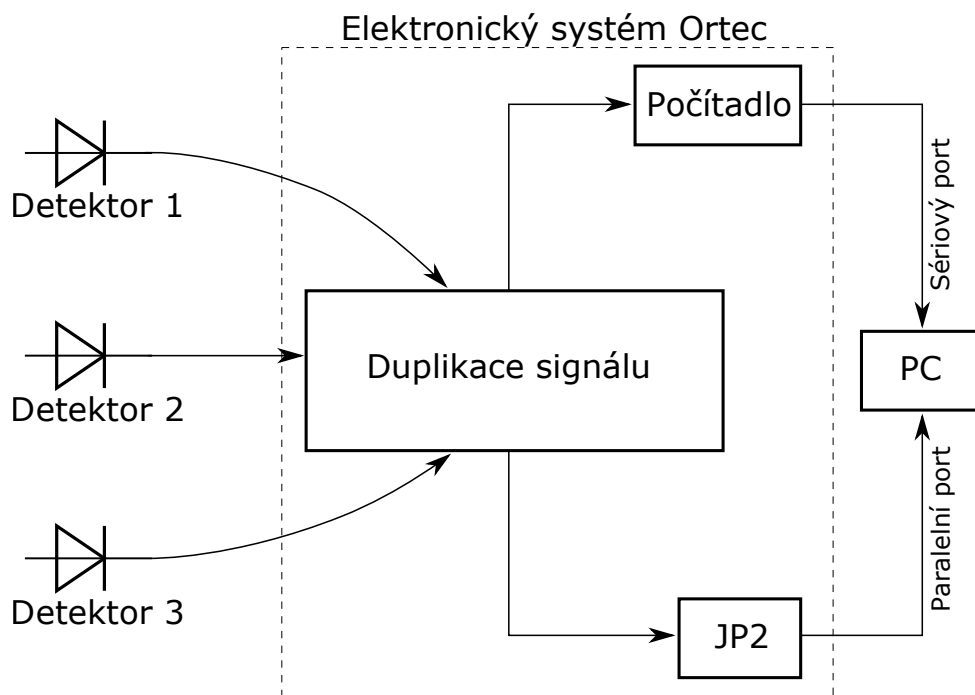 Elektronický systém Ortec
Počítadlo
Detektor 1
Sériový port
Duplikace signálu
PC
Detektor 2
Paralelní port
Detektor 3
JP2